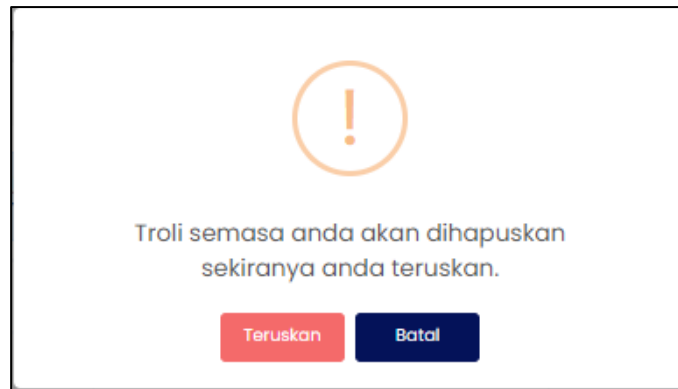 Troli semasa anda akan dihapuskan
sekiranya anda teruskan.
Teruskan Batal